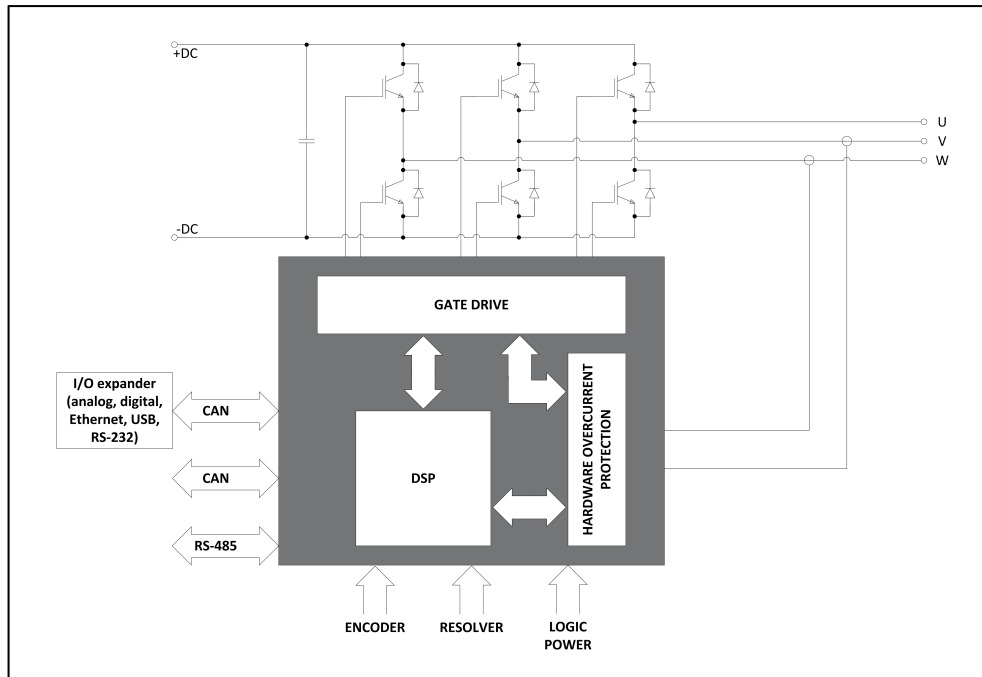 +DC
U
V
W
-DC
GATE DRIVE
I/O expander
(analog, digital,
Ethernet, USB,
RS-232)
CAN
HARDWARE OVERCURRENT
PROTECTION
DSP
CAN
RS-485
ENCODER
RESOLVER
LOGIC
POWER